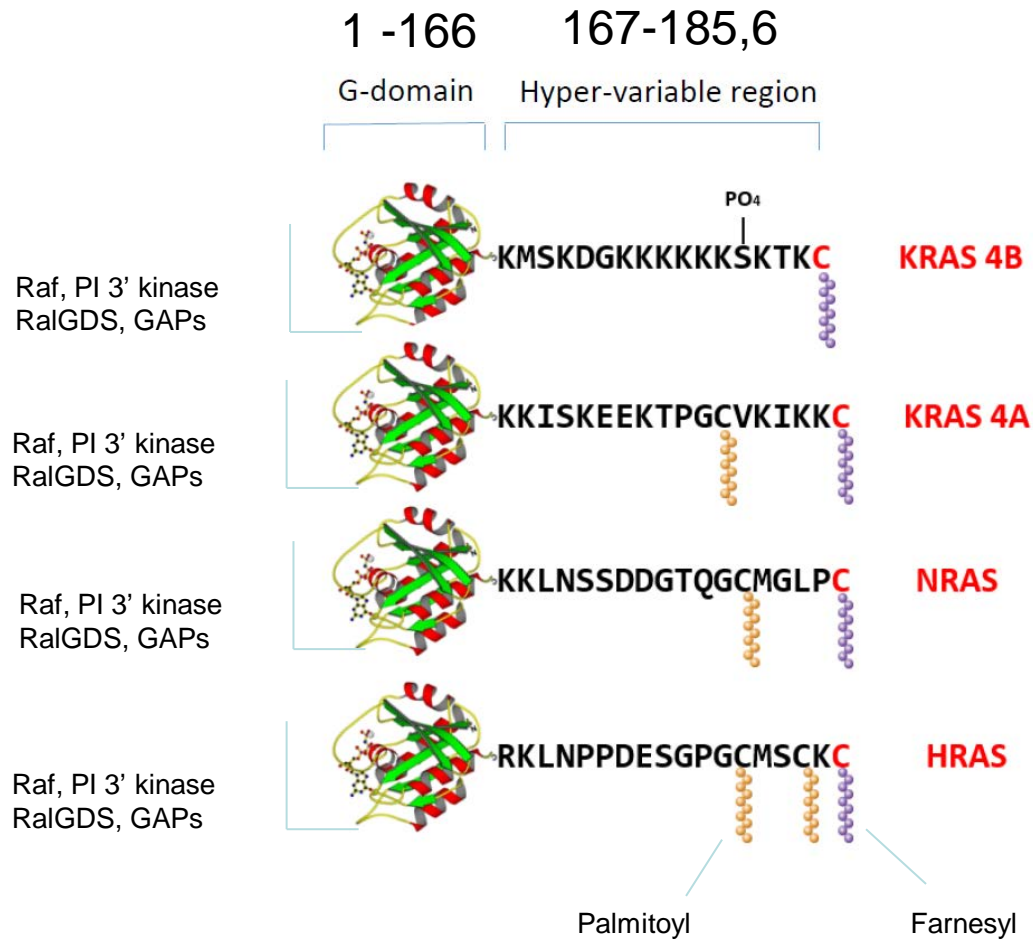 1 -166
167-185,6
G-domain
Hyper-variable region
PO4
KMSKDGKKKKKKSKTKC
KRAS 4B
Raf, PI 3’ kinase
RalGDS, GAPs
KKISKEEKTPGCVKIKKC
KRAS 4A
Raf, PI 3’ kinase
RalGDS, GAPs
KKLNSSDDGTQGCMGLPC
NRAS
Raf, PI 3’ kinase
RalGDS, GAPs
RKLNPPDESGPGCMSCKC
HRAS
Raf, PI 3’ kinase
RalGDS, GAPs
Palmitoyl
Farnesyl